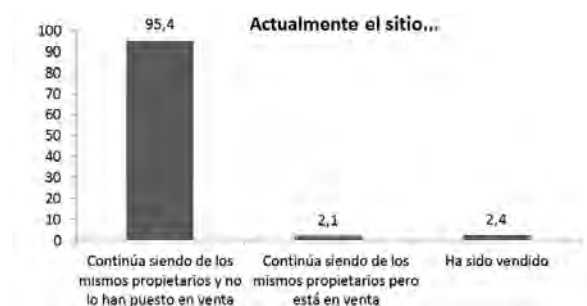 Actualmente el sitio...
100
90
80
70
60
50
40
30
20
10
0
95,4
2,1
2,4
Continúa siendo de los
mismos propietarios y no
lo han puesto en venta
Continúa siendo de los
mismos propietarios pero
está en venta
Ha sido vendido